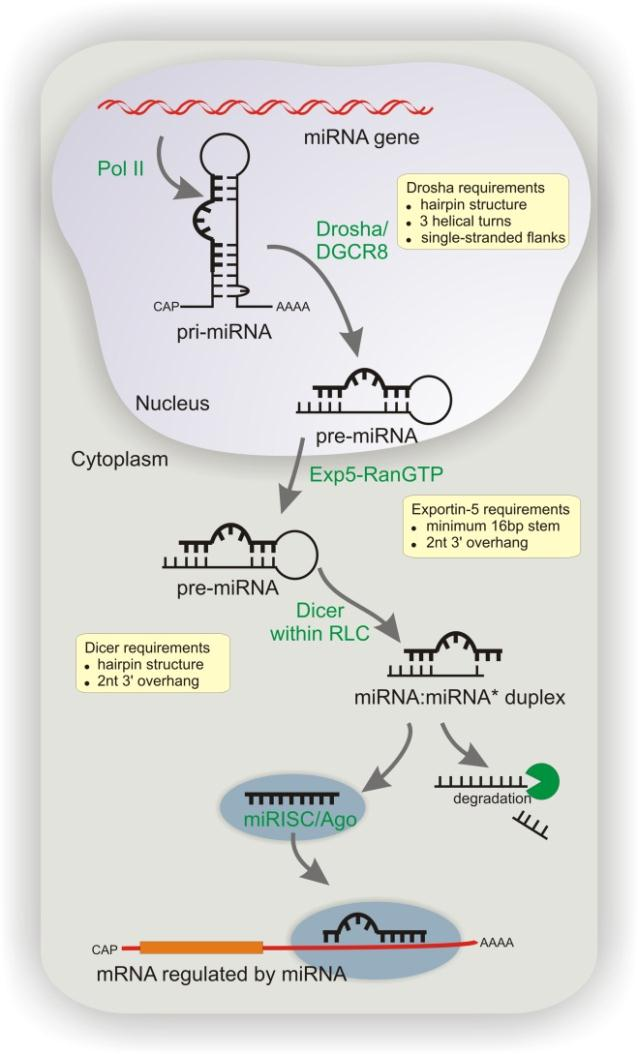 miRNA gene
Pol II
Drosha requirements
• hairpin structure
• 3 helical turns
• single-stranded flanks
Drosha/
DGCR8
CAP
AAAA
pri-miRNA
Nucleus
pre-miRNA
Cytoplasm
Exp5-RanGTP
Exportin-5 requirements
• minimum 16bp stem
• 2nt 3' overhang
pre-miRNA
Dicer
within RLC
Dicer requirements
• hairpin structure
• 2nt 3' overhang
miRNA:miRNA* duplex
degradation
miRISC/Ago
CAP
AAAA
mRNA regulated by miRNA